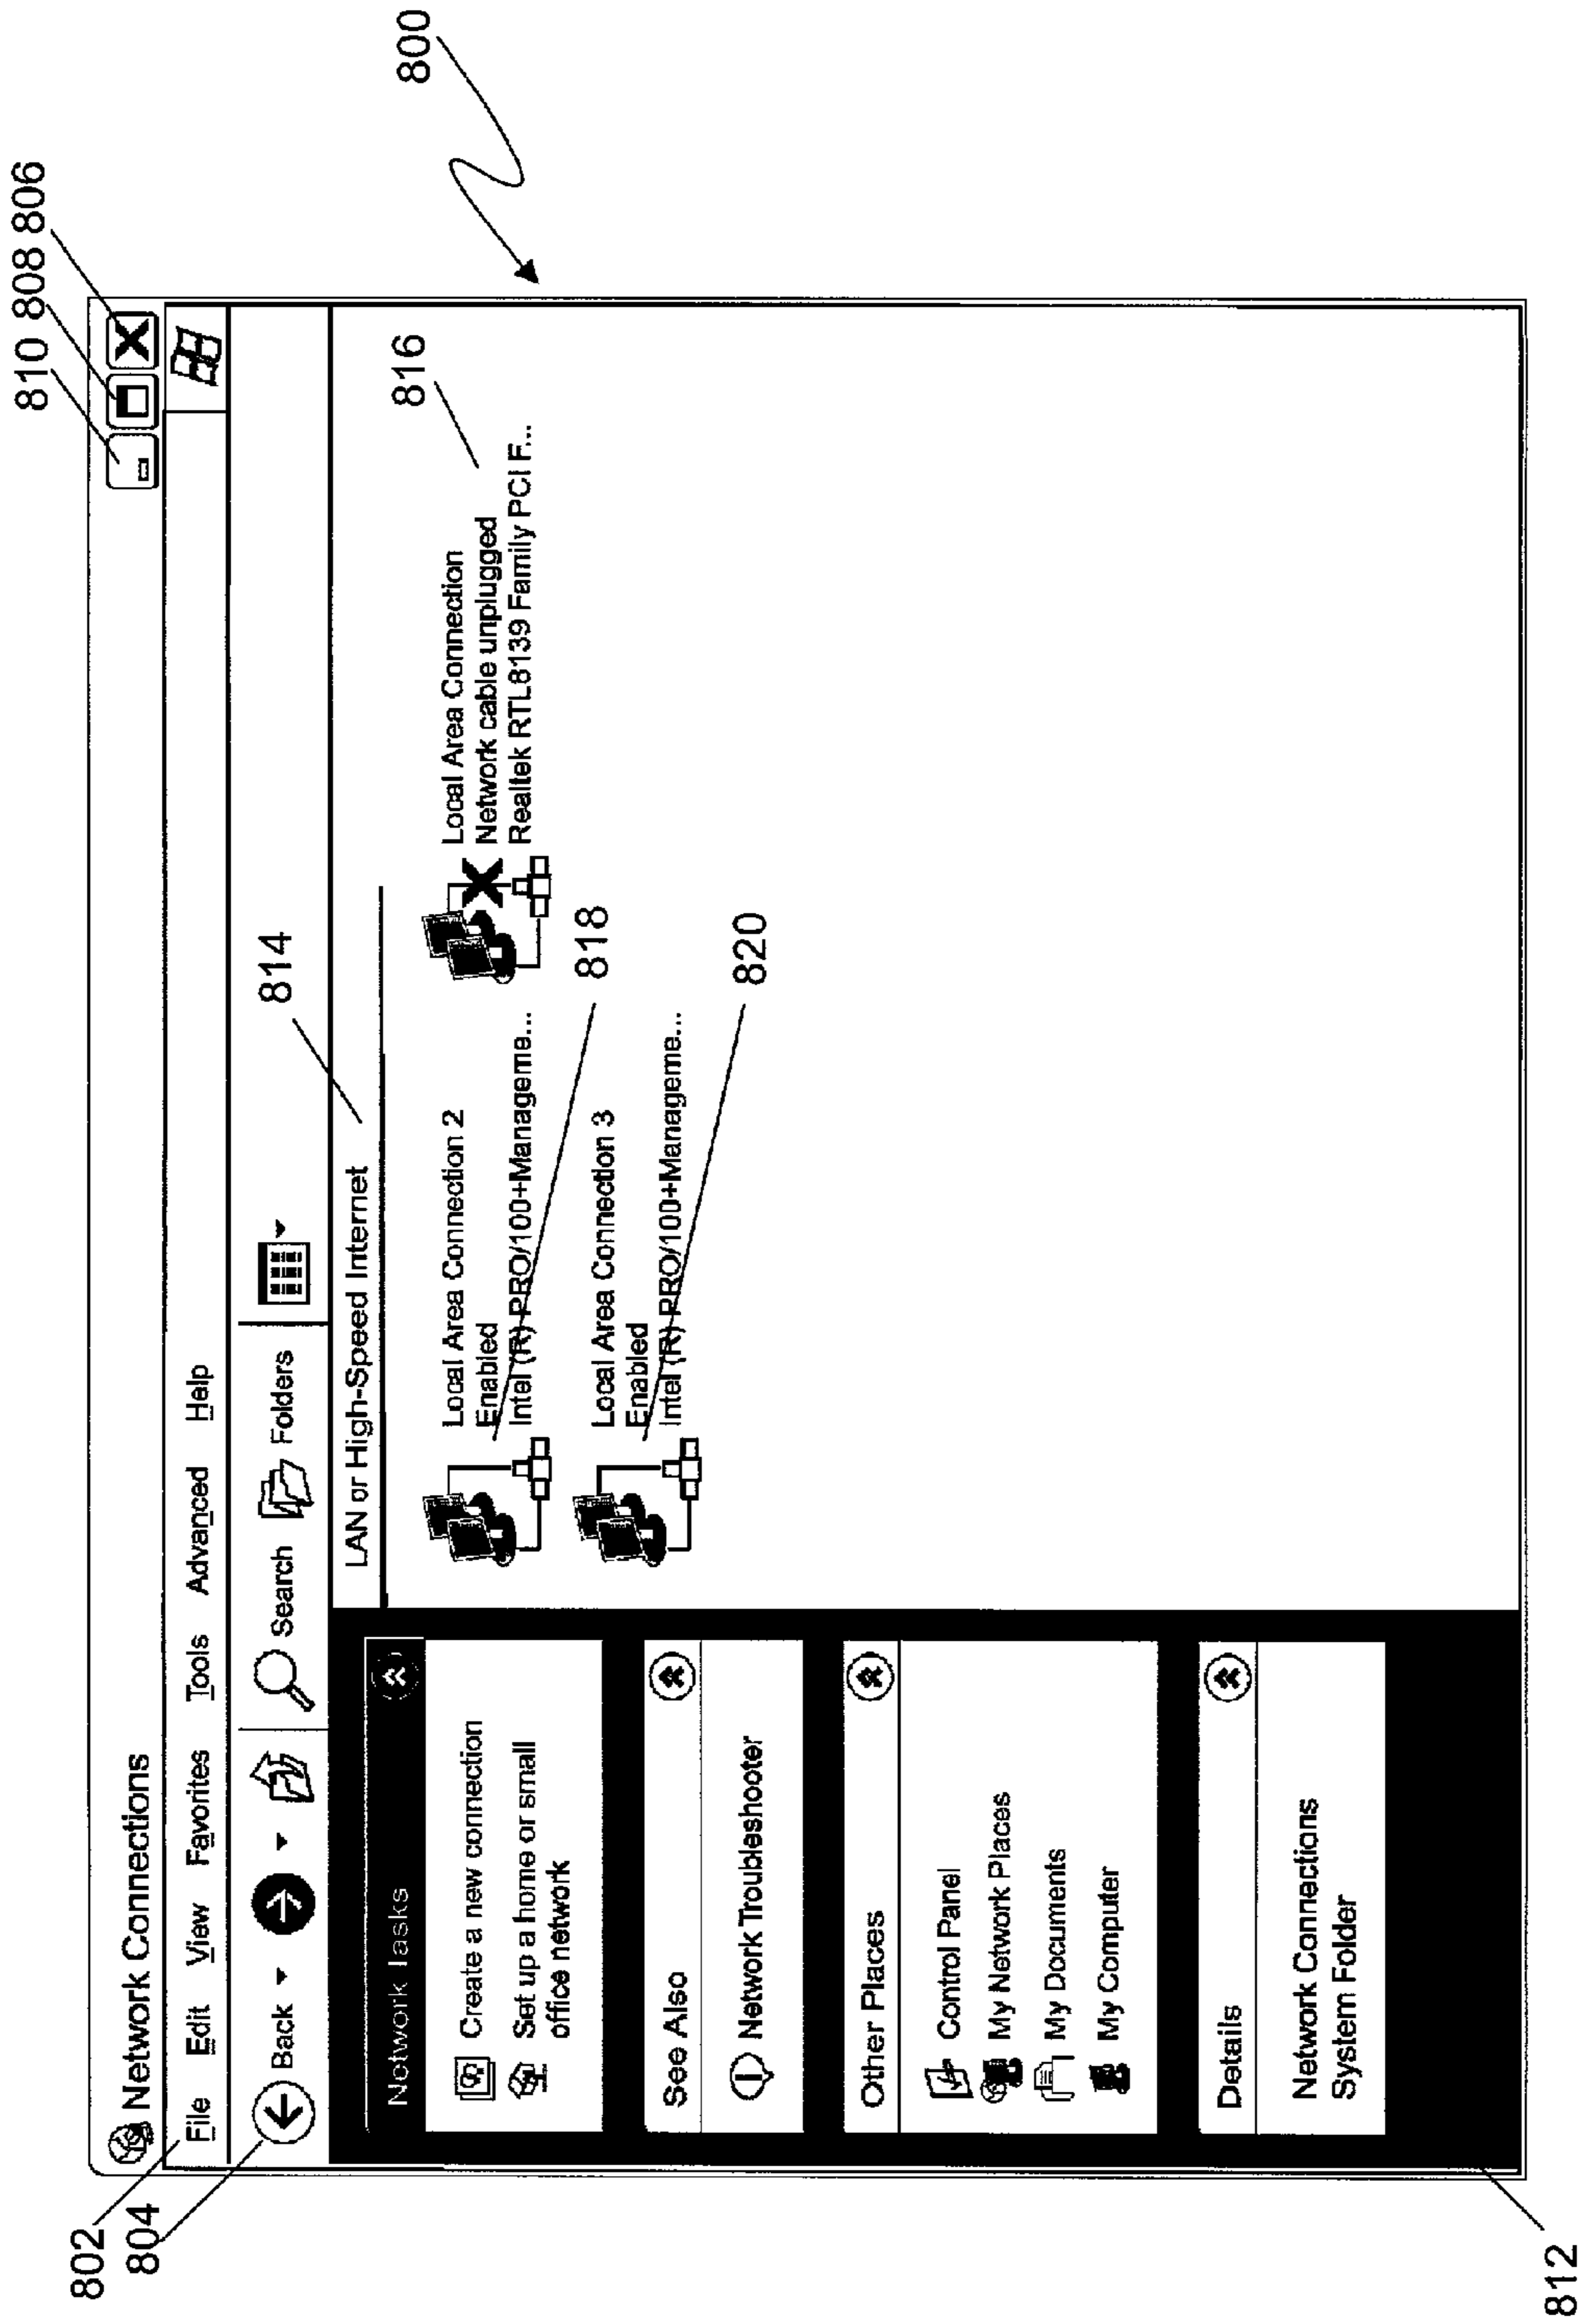 810 808 806
800
802
804
Network Connections
File Edit View Favorites Tools Advanced Help
Back Search Folders
814
LAN or High-Speed Internet
Network Tasks
Create a new connection
Set up a home or small
office network
See Also
Network Troubleshooter
Other Places
Control Panel
My Network Places
My Documents
My Computer
Details
Network Connections
System Folder
812
Local Area Connection 2
Enabled
Intel (R) PRO/100+Manageme...
818
Local Area Connection 3
Enabled
Intel (R) PRO/100+Manageme...
820
816
Local Area Connection
Network cable unplugged
Realtek RTL8139 Family PCI F...